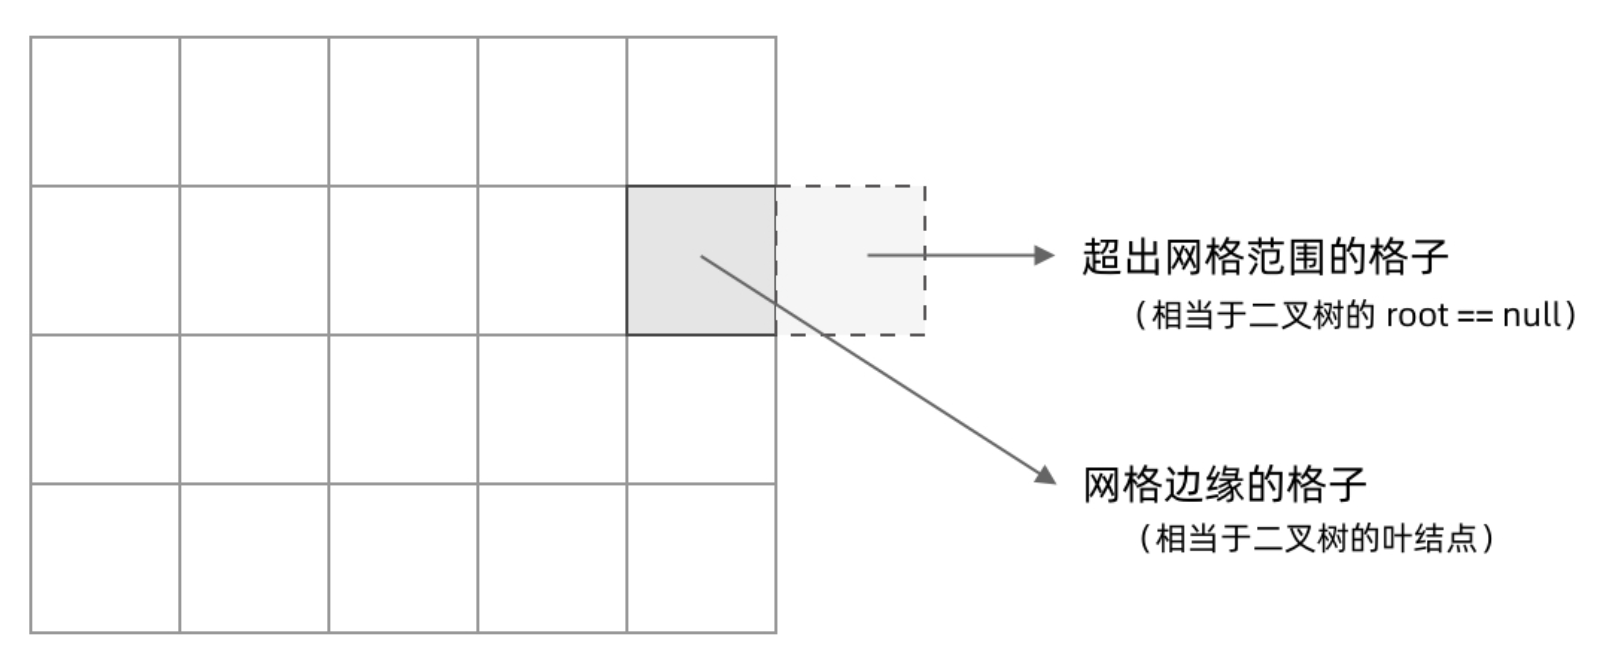 超出网格范围的格子
（相当于二叉树的 root == null）
网格边缘的格子
（相当于二叉树的叶结点）